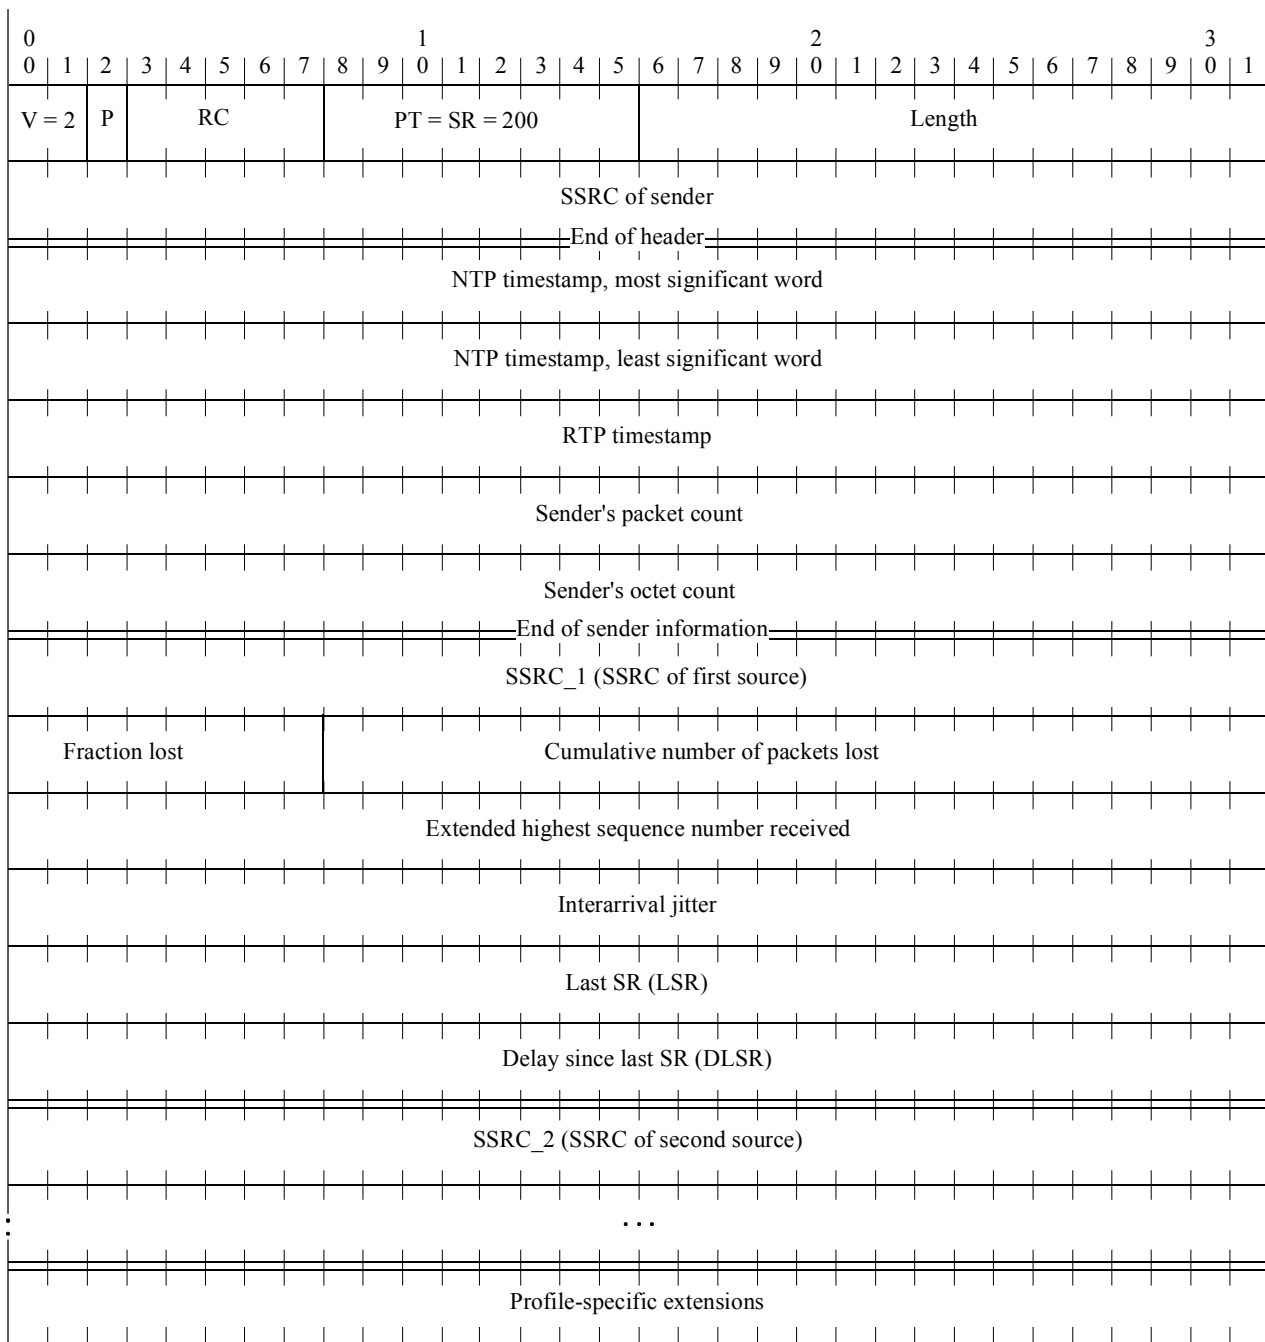 0 1 2 3
0 1 2 3 4 5 6 7 8 9 0 1 2 3 4 5 6 7 8 9 0 1 2 3 4 5 6 7 8 9 0 1
V = 2 P RC PT = SR = 200 Length
SSRC of sender
End of header
NTP timestamp, most significant word
NTP timestamp, least significant word
RTP timestamp
Sender's packet count
Sender's octet count
End of sender information
SSRC_1 (SSRC of first source)
Fraction lost Cumulative number of packets lost
Extended highest sequence number received
Interarrival jitter
Last SR (LSR)
Delay since last SR (DLSR)
SSRC_2 (SSRC of second source)
: . . .
Profile-specific extensions